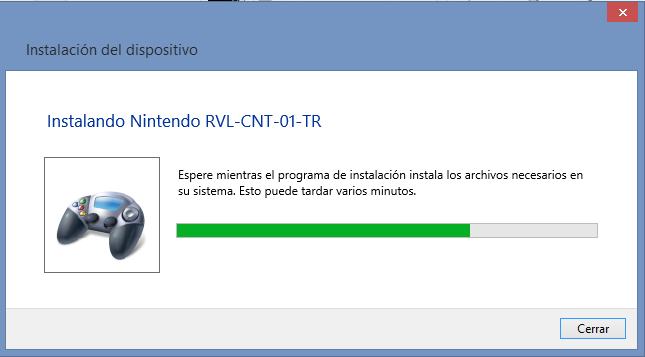 Instalación del dispositivo
Instalando Nintendo RVL-CNT-01-TR
Espere mientras el programa de instalación instala los archivos necesarios en
su sistema. Esto puede tardar varios minutos.
Cerrar